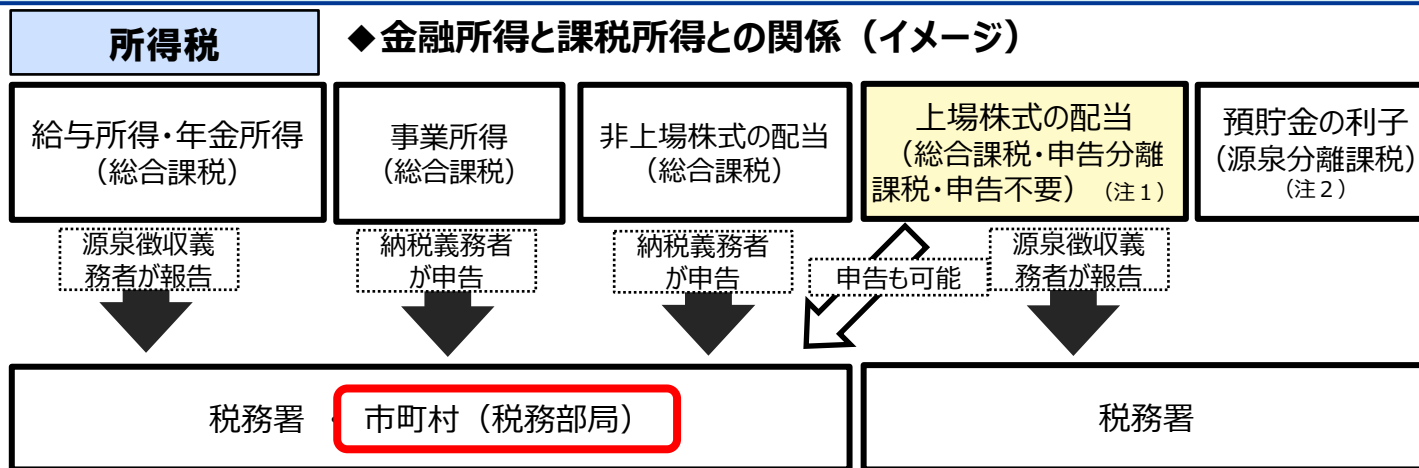 所得税
◆金融所得と課税所得との関係（イメージ）
給与所得・年金所得
（総合課税）
事業所得
（総合課税）
非上場株式の配当
（総合課税）
上場株式の配当
（総合課税・申告分離
課税・申告不要）（注１）
預貯金の利子
（源泉分離課税）
（注２）
源泉徴収義
務者が報告
納税義務者
が申告
納税義務者
が申告
申告も可能
源泉徴収義
務者が報告
税務署・市町村（税務部局）
税務署